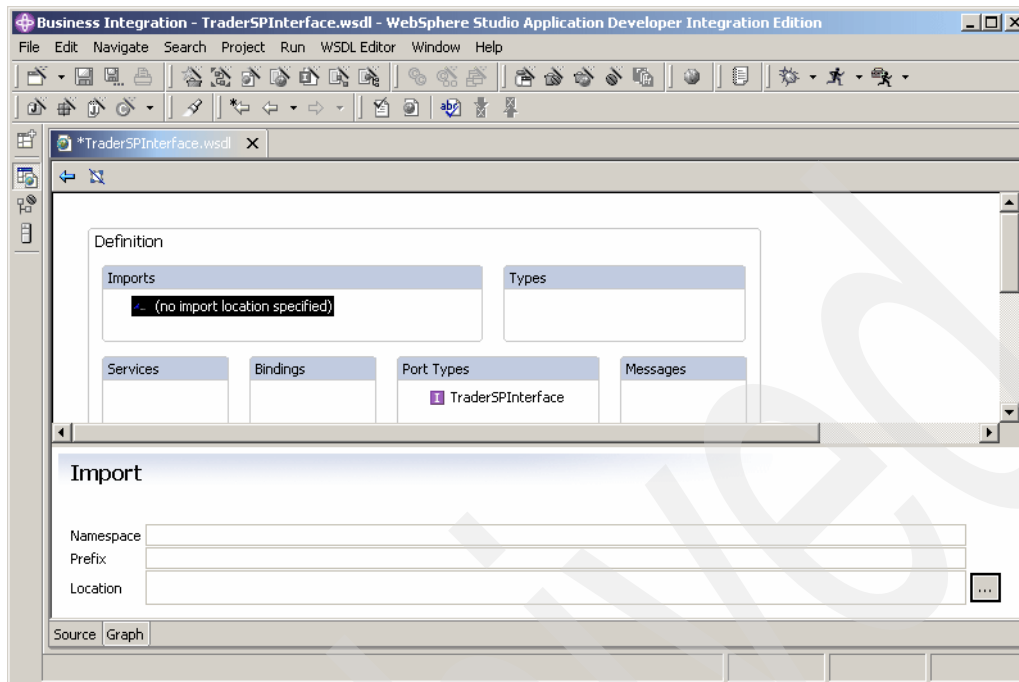 Business Integration - TraderSPInterface.wsdl - WebSphere Studio Application Developer Integration Edition
File Edit Navigate Search Project Run WSDL Editor Window Help
*TraderSPInterface.wsdl
Definition
Imports
Types
(no import location specified)
Services
Bindings
Port Types
Messages
TraderSPInterface
Import
Namespace
Prefix
Location
...
Source Graph